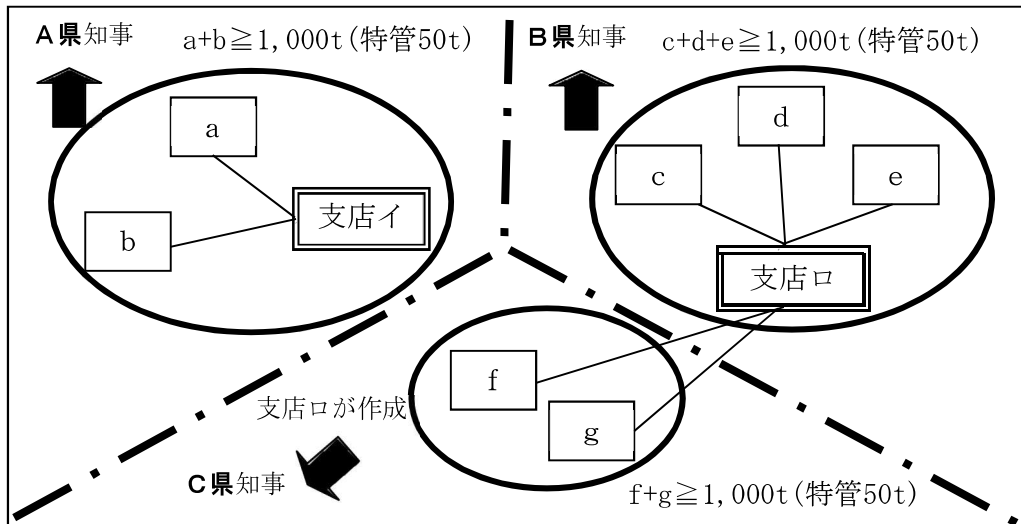 A県知事
a+b≧1,000t(特管50t)
a
b
支店イ
B県知事
c+d+e≧1,000t(特管50t)
d
c
e
支店ロ
f
g
支店ロが作成
C県知事
f+g≧1,000t(特管50t)